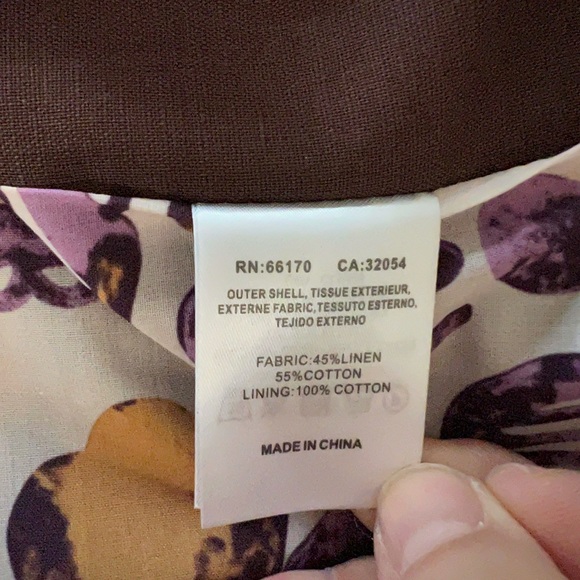 RN:66170 CA:32054
OUTER SHELL, TISSUE EXTERIEUR,
EXTERNE FABRIC, TESSUTO ESTERNO,
TEJIDO EXTERNO
FABRIC:45%LINEN
55%COTTON
LINING:100% COTTON
MADE IN CHINA